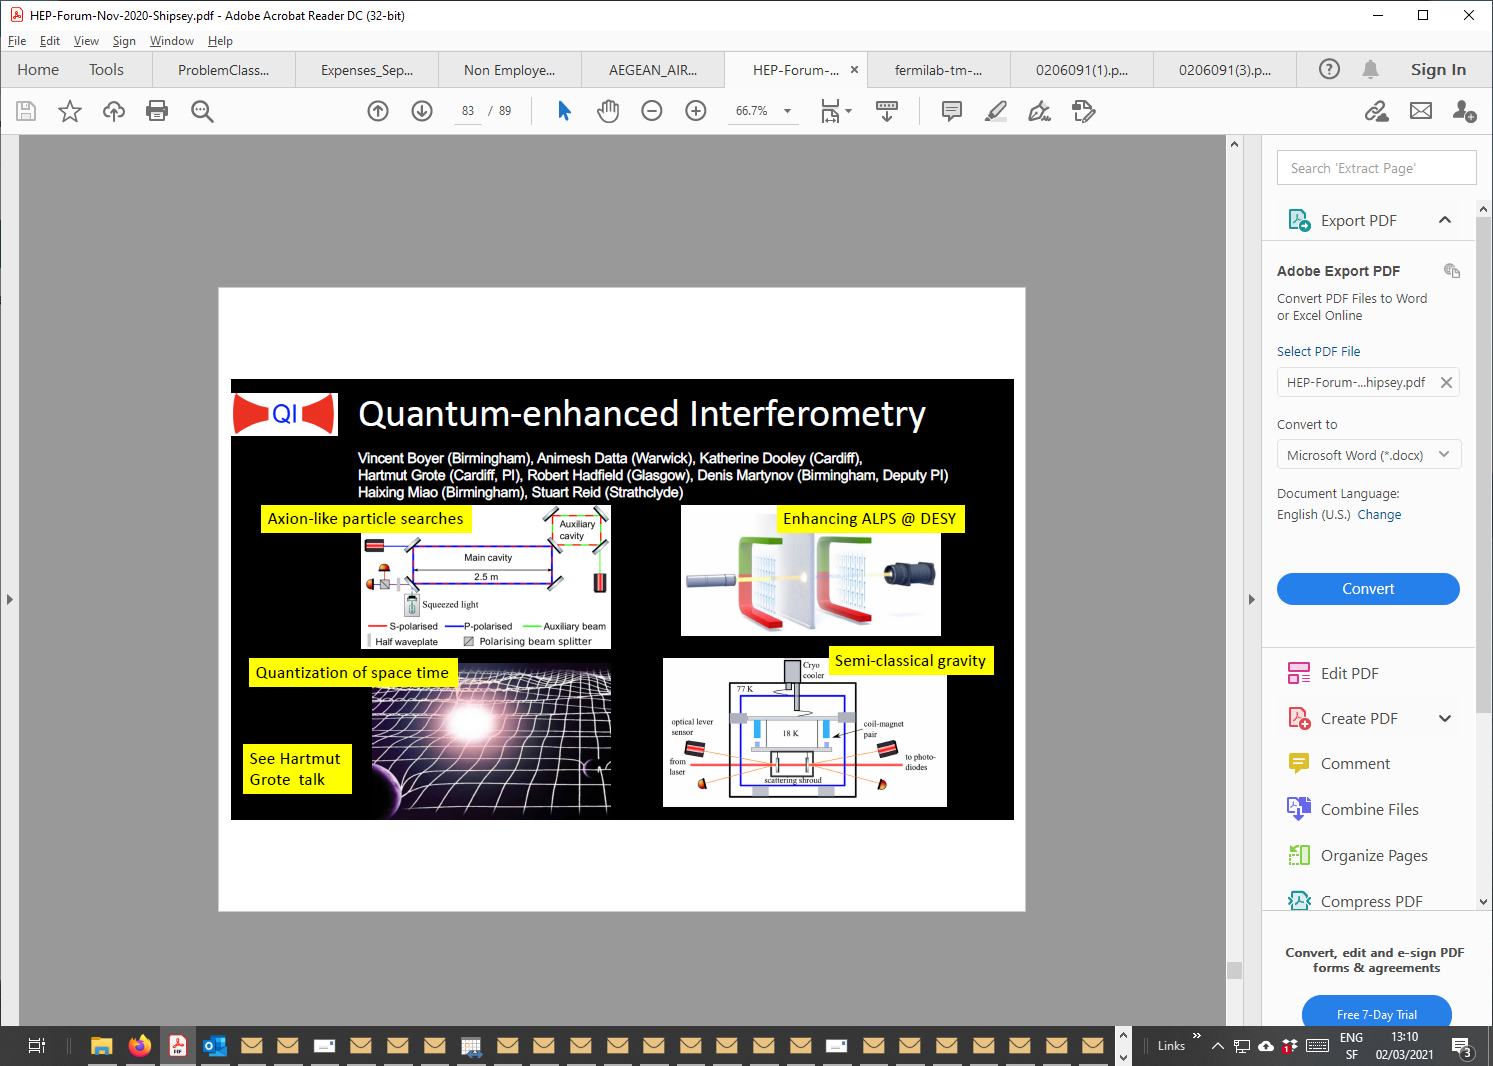 HEP-Forum-Nov-2020-Shipsey.pdf - Adobe Acrobat Reader DC (32-bit)
File Edit View Sign Window Help
Home Tools ProblemClass... Expenses_Sep... Non Employe... AEGEAN_AIR... HEP-Forum-... × fermilab-tm-... 0206091(1).p... 0206091(3).p... Sign In
83 / 89 66.7%
Search 'Extract Page'
Export PDF
Adobe Export PDF
Convert PDF Files to Word
or Excel Online
Select PDF File
HEP-Forum-...hipsey.pdf
Convert to
Microsoft Word (*.docx)
Document Language:
English (U.S.) Change
Convert
Edit PDF
Create PDF
Comment
Combine Files
Organize Pages
Compress PDF
Convert, edit and e-sign PDF
forms & agreements
Free 7-Day Trial
QI
Quantum-enhanced Interferometry
Vincent Boyer (Birmingham), Animesh Datta (Warwick), Katherine Dooley (Cardiff),
Hartmut Grote (Cardiff, PI), Robert Hadfield (Glasgow), Denis Martynov (Birmingham, Deputy PI)
Haixing Miao (Birmingham), Stuart Reid (Strathclyde)
Axion-like particle searches
Auxiliary
cavity
Main cavity
2.5 m
Squeezed light
S-polarised P-polarised Auxiliary beam
Half waveplate Polarising beam splitter
Enhancing ALPS @ DESY
Quantization of space time
See Hartmut
Grote talk
Semi-classical gravity
Cryo
cooler
77 K
optical lever
sensor
18 K
coil-magnet
pair
from
laser
to photo-
diodes
scattering shroud
Links
ENG
SF
13:10
02/03/2021
3